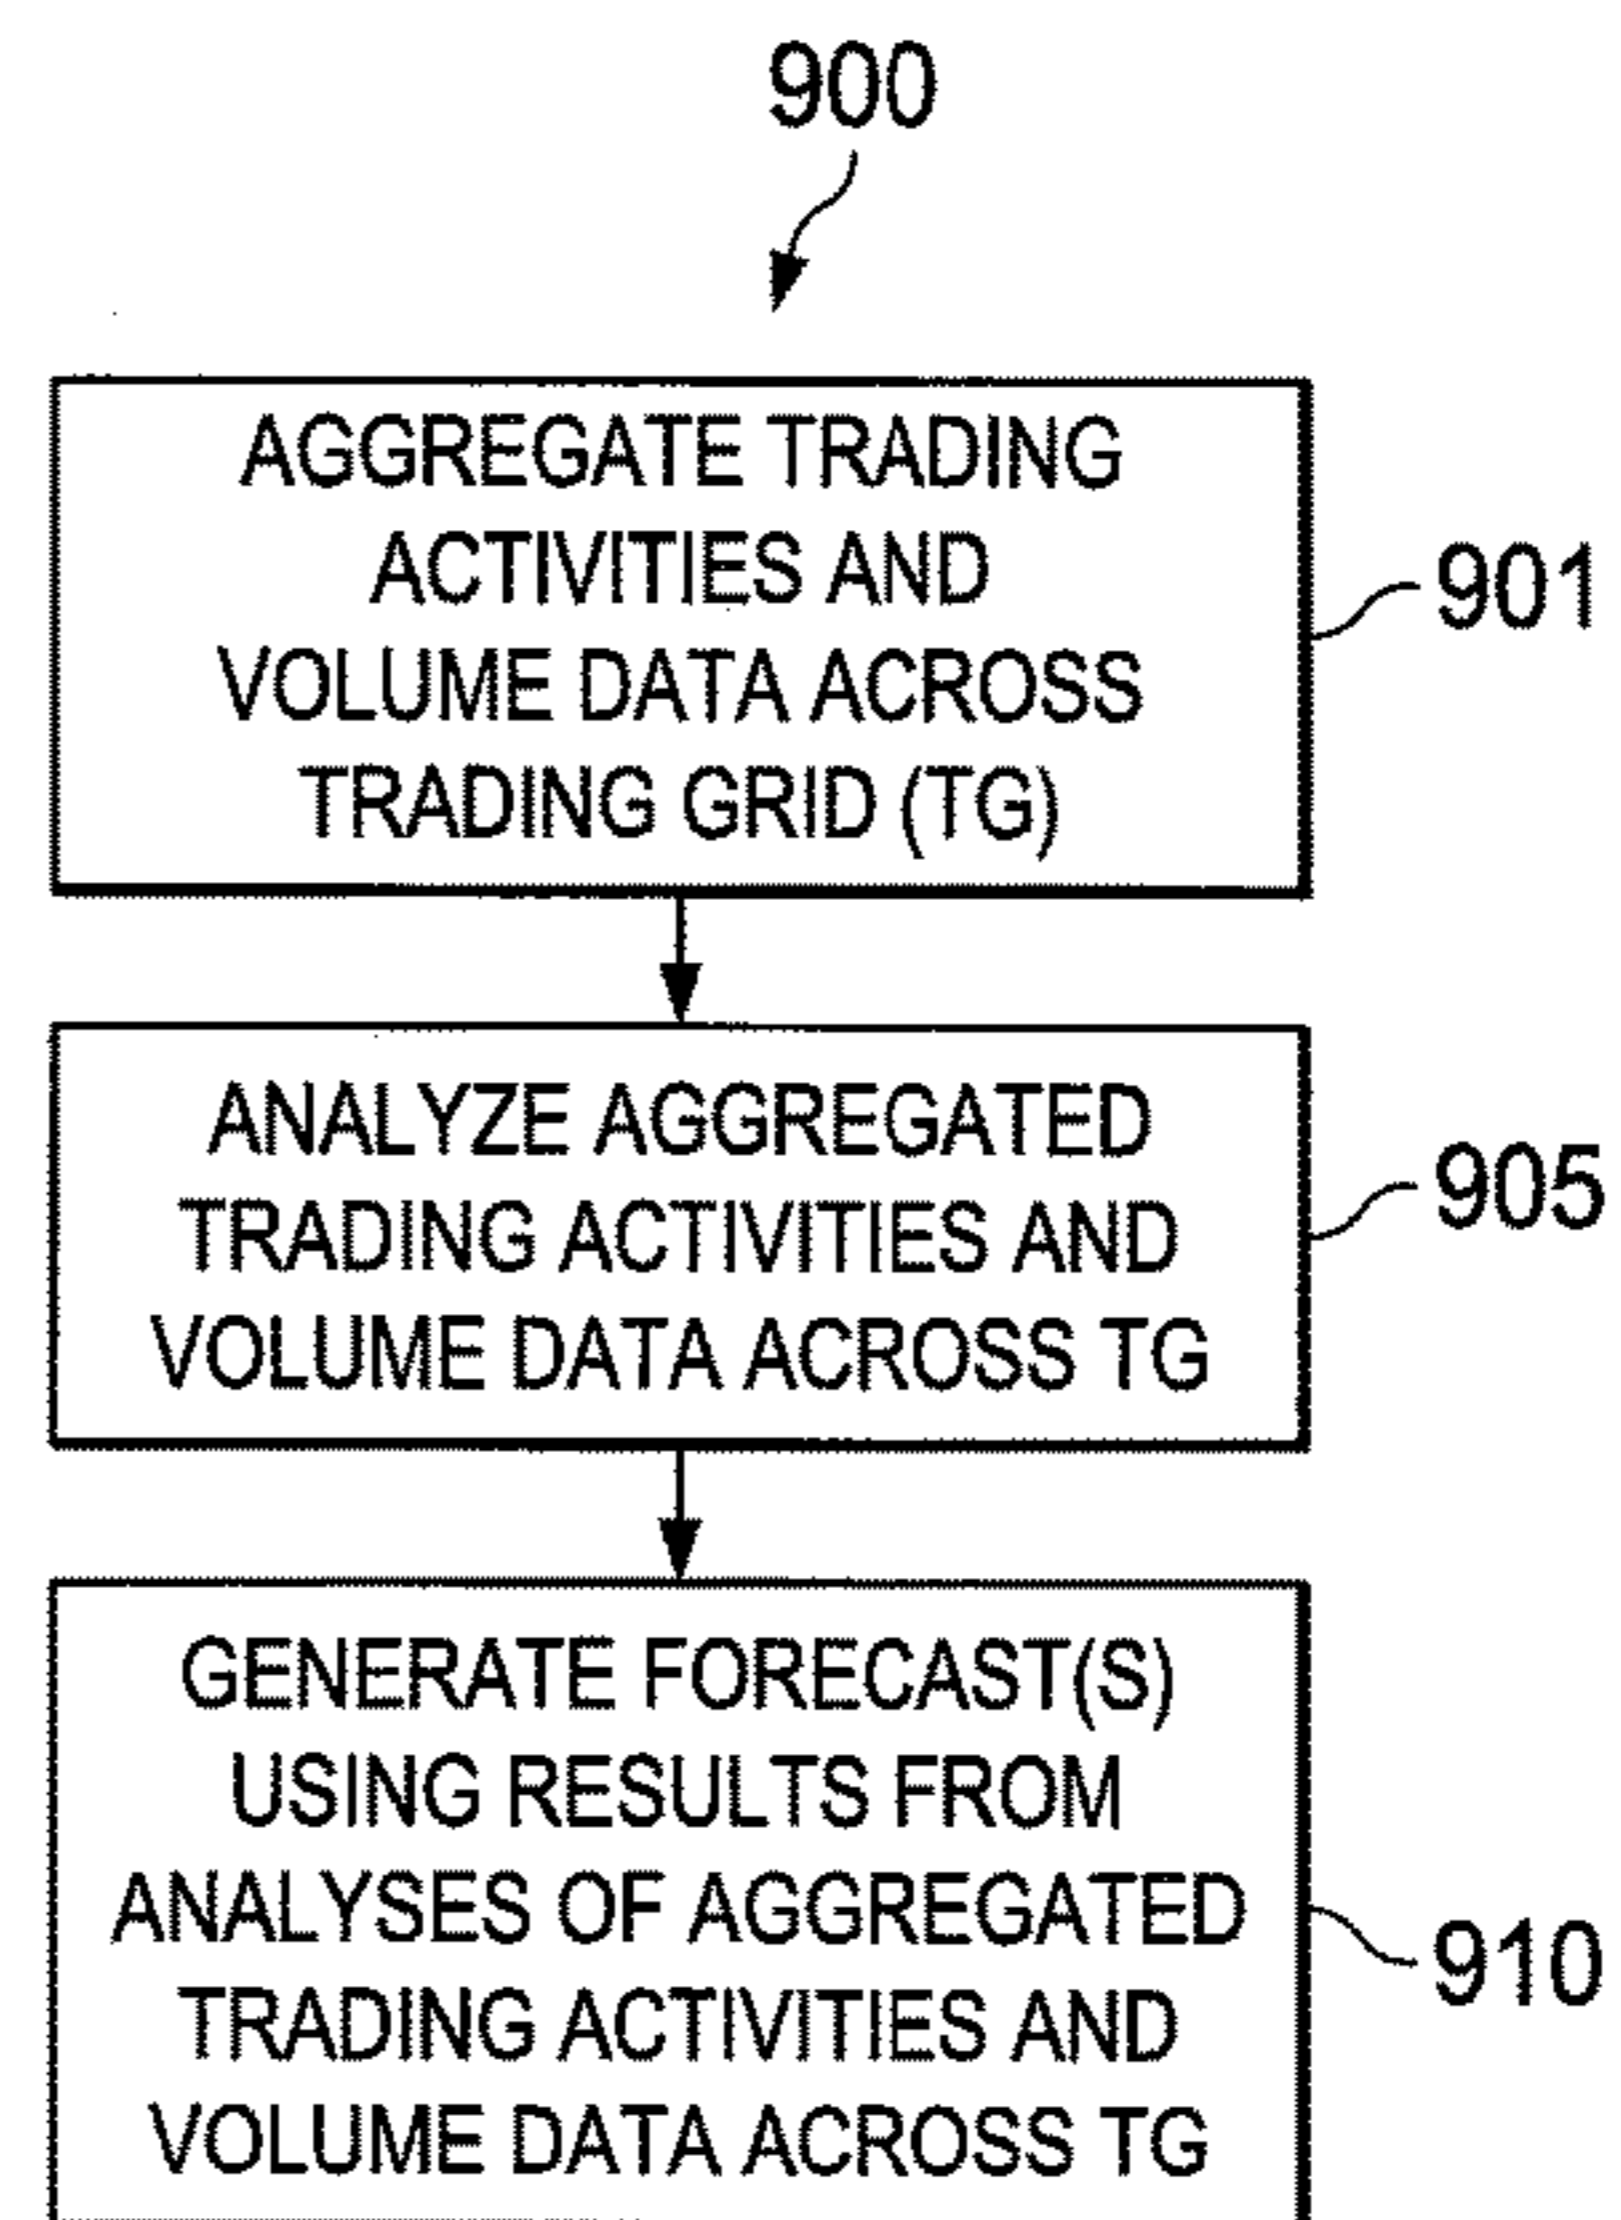 900
AGGREGATE TRADING
ACTIVITIES AND
VOLUME DATA ACROSS
TRADING GRID (TG)
901
ANALYZE AGGREGATED
TRADING ACTIVITIES AND
VOLUME DATA ACROSS TG
905
GENERATE FORECAST(S)
USING RESULTS FROM
ANALYSES OF AGGREGATED
TRADING ACTIVITIES AND
VOLUME DATA ACROSS TG
910